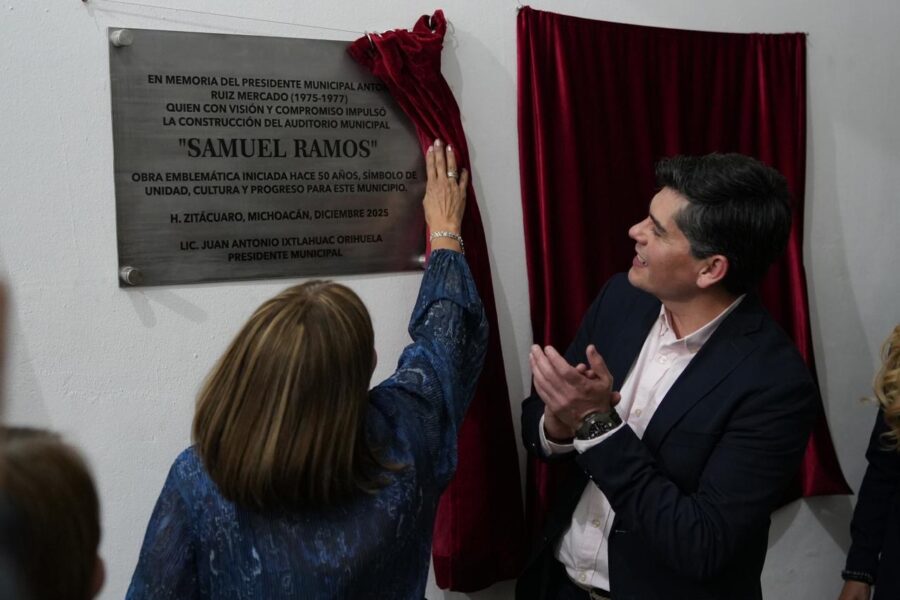 EN MEMORIA DEL PRESIDENTE MUNICIPAL
RUIZ MERCADO (1975-1977)
QUIEN CON VISIÓN Y COMPROMISO IMPULSÓ
LA CONSTRUCCIÓN DEL AUDITORIO MUNICIPAL
"SAMUEL RAMOS"
OBRA EMBLEMÁTICA INICIADA HACE 50 AÑOS, SÍMBOLO DE
UNIDAD, CULTURA Y PROGRESO PARA ESTE MUNICIPIO.
H. ZITÁCUARO, MICHOACÁN, DICIEMBRE 2025
LIC. JUAN ANTONIO IXTLAHUAC ORIHUELA
PRESIDENTE MUNICIPAL